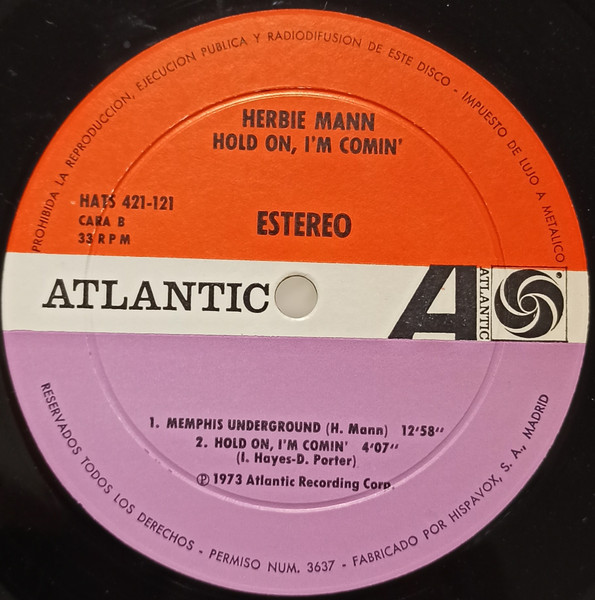 PROHIBIDA LA REPRODUCCION, EJECUCION PUBLICA Y RADIODIFUSION DE ESTE DISCO - IMPUESTO DE LUJO A METALICO
HERBIE MANN
HOLD ON, I'M COMIN'
HATS 421-121
CARA B
33 RPM
ESTEREO
ATLANTIC
A
ATLANTIC
1. MEMPHIS UNDERGROUND (H. Mann) 12'58"
2. HOLD ON, I'M COMIN' 4'07"
(I. Hayes-D. Porter)
Ⓟ 1973 Atlantic Recording Corp.
RESERVADOS TODOS LOS DERECHOS - PERMISO NUM. 3637 - FABRICADO POR HISPAVOX, S. A., MADRID